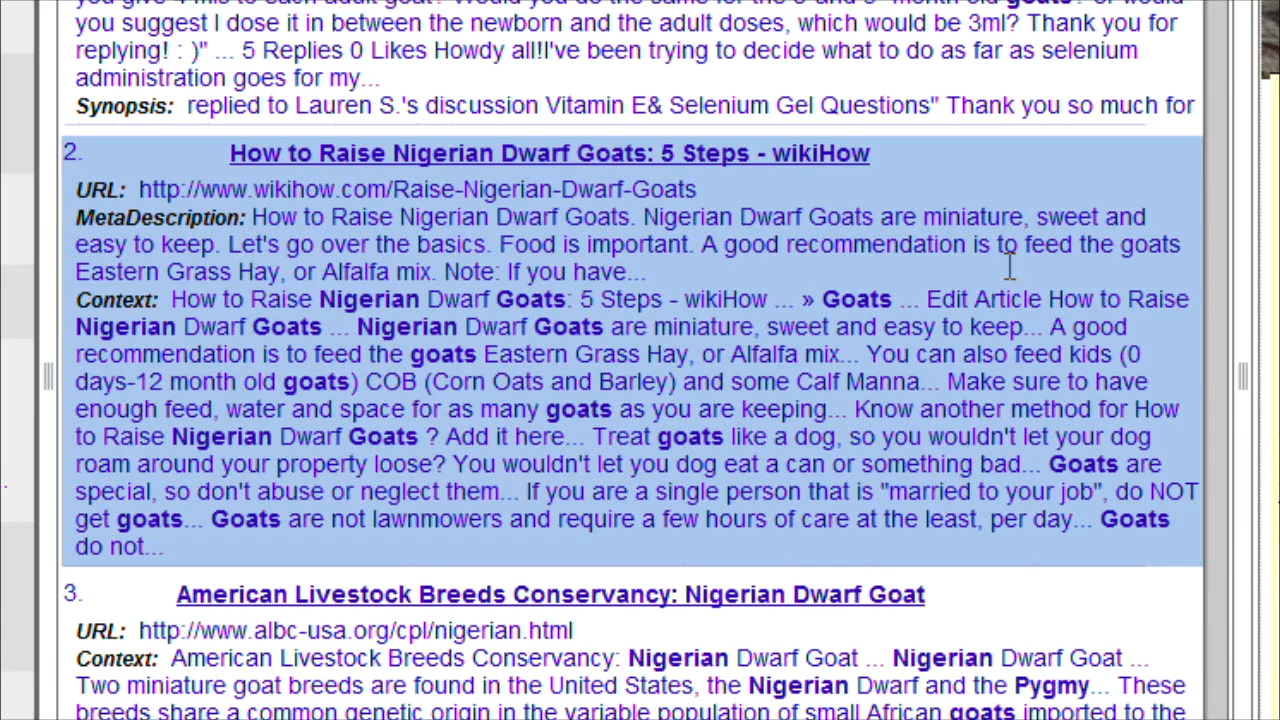 you suggest I dose it in between the newborn and the adult doses, which would be 3ml? Thank you for
replying! : )" ... 5 Replies 0 Likes Howdy all!I've been trying to decide what to do as far as selenium
administration goes for my...
Synopsis: replied to Lauren S.'s discussion Vitamin E& Selenium Gel Questions" Thank you so much for
2. How to Raise Nigerian Dwarf Goats: 5 Steps - wikiHow
URL: http://www.wikihow.com/Raise-Nigerian-Dwarf-Goats
MetaDescription: How to Raise Nigerian Dwarf Goats. Nigerian Dwarf Goats are miniature, sweet and
easy to keep. Let's go over the basics. Food is important. A good recommendation is to feed the goats
Eastern Grass Hay, or Alfalfa mix. Note: If you have...
Context: How to Raise Nigerian Dwarf Goats: 5 Steps - wikiHow ... » Goats ... Edit Article How to Raise
Nigerian Dwarf Goats ... Nigerian Dwarf Goats are miniature, sweet and easy to keep... A good
recommendation is to feed the goats Eastern Grass Hay, or Alfalfa mix... You can also feed kids (0
days-12 month old goats) COB (Corn Oats and Barley) and some Calf Manna... Make sure to have
enough feed, water and space for as many goats as you are keeping... Know another method for How
to Raise Nigerian Dwarf Goats ? Add it here... Treat goats like a dog, so you wouldn't let your dog
roam around your property loose? You wouldn't let you dog eat a can or something bad... Goats are
special, so don't abuse or neglect them... If you are a single person that is "married to your job", do NOT
get goats... Goats are not lawnmowers and require a few hours of care at the least, per day... Goats
do not...
3. American Livestock Breeds Conservancy: Nigerian Dwarf Goat
URL: http://www.albc-usa.org/cpl/nigerian.html
Context: American Livestock Breeds Conservancy: Nigerian Dwarf Goat ... Nigerian Dwarf Goat ...
Two miniature goat breeds are found in the United States, the Nigerian Dwarf and the Pygmy... These
breeds share a common genetic origin in the variable population of small African goats imported to the